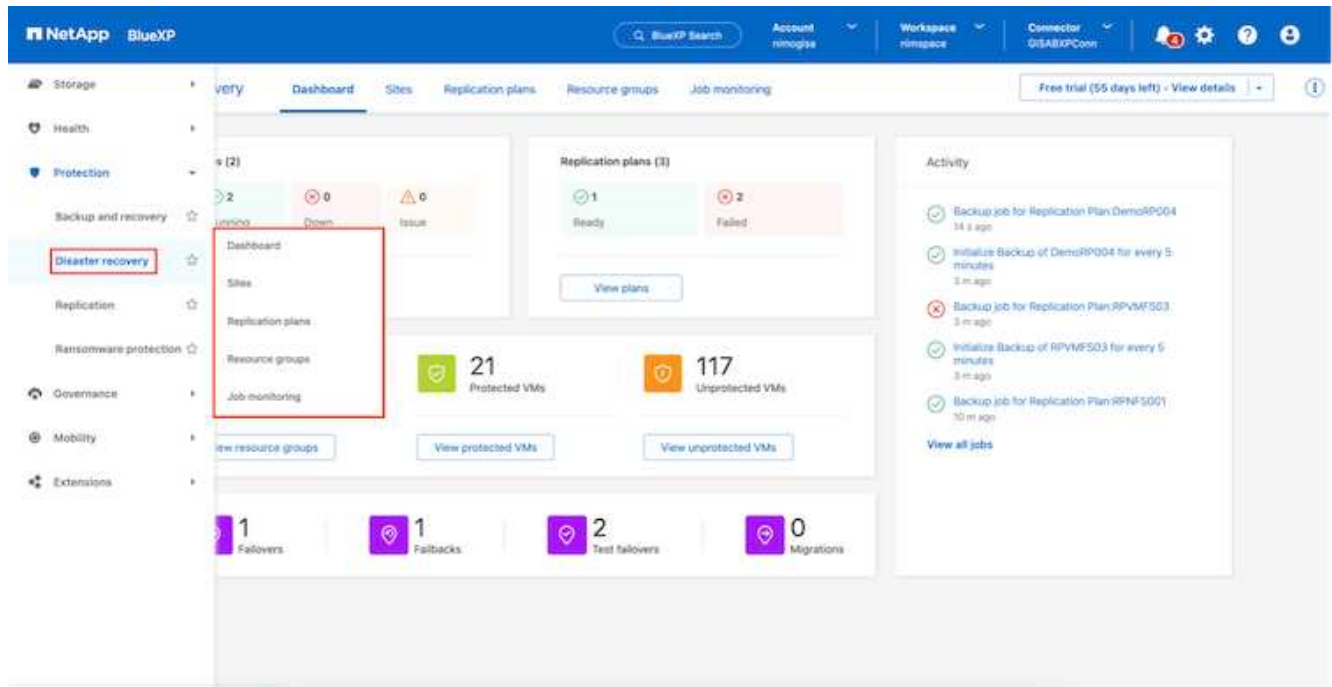 NetApp BlueXP
BlueXP Search
Account
nimogisa
Workspace
nimspace
Connector
GISABXPConn
4
Storage
Health
Protection
Backup and recovery
Disaster recovery
Replication
Ransomware protection
Governance
Mobility
Extensions
very
Dashboard
Sites
Replication plans
Resource groups
Job monitoring
Free trial (55 days left) - View details
s (2)
2
unning
0
Down
0
Issue
Dashboard
Sites
Replication plans
Resource groups
Job monitoring
Replication plans (3)
1
Ready
2
Failed
View plans
21
Protected VMs
117
Unprotected VMs
iew resource groups
View protected VMs
View unprotected VMs
1
Failovers
1
Failbacks
2
Test failovers
0
Migrations
Activity
Backup job for Replication Plan:DemoRP004
14 s ago
Initialize Backup of DemoRP004 for every 5
minutes
3 m ago
Backup job for Replication Plan:RPVMFS03
3 m ago
Initialize Backup of RPVMFS03 for every 5
minutes
3 m ago
Backup job for Replication Plan:RPNFS001
10 m ago
View all jobs